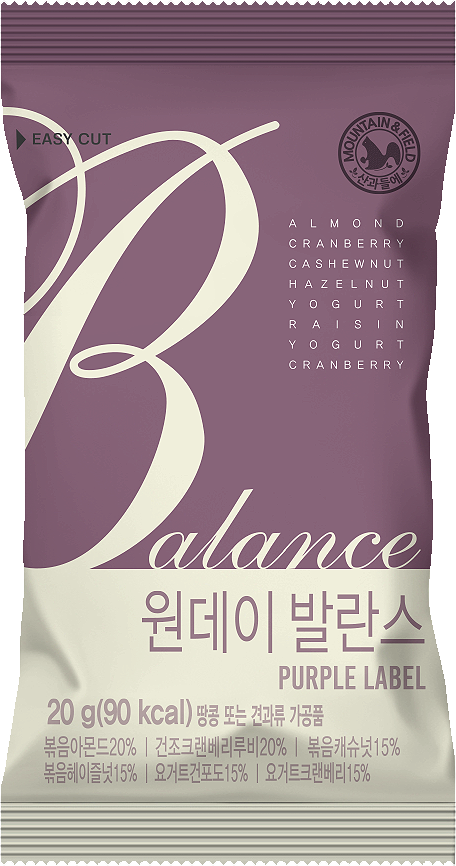 EASY CUT
MOUNTAIN & FIELD
산과들에
ALMOND
CRANBERRY
CASHEWNUT
HAZELNUT
YOGURT
RAISIN
YOGURT
CRANBERRY
Balance
원데이 발란스
PURPLE LABEL
20 g(90 kcal) 땅콩 또는 견과류 가공품
볶음아몬드20% | 건조크랜베리루비20% | 볶음캐슈넛15%
볶음헤이즐넛15% | 요거트건포도15% | 요거트크랜베리15%